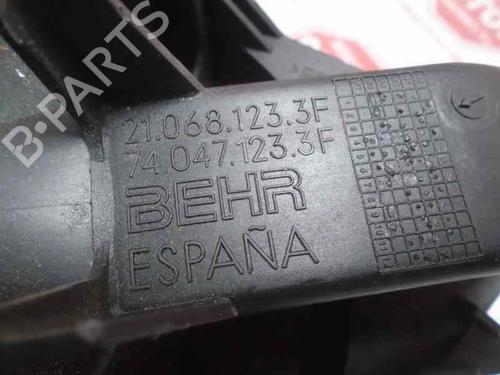 21.068.123.3F
74.047.123.3F
BEHR
ESPAÑA
B-PARTS